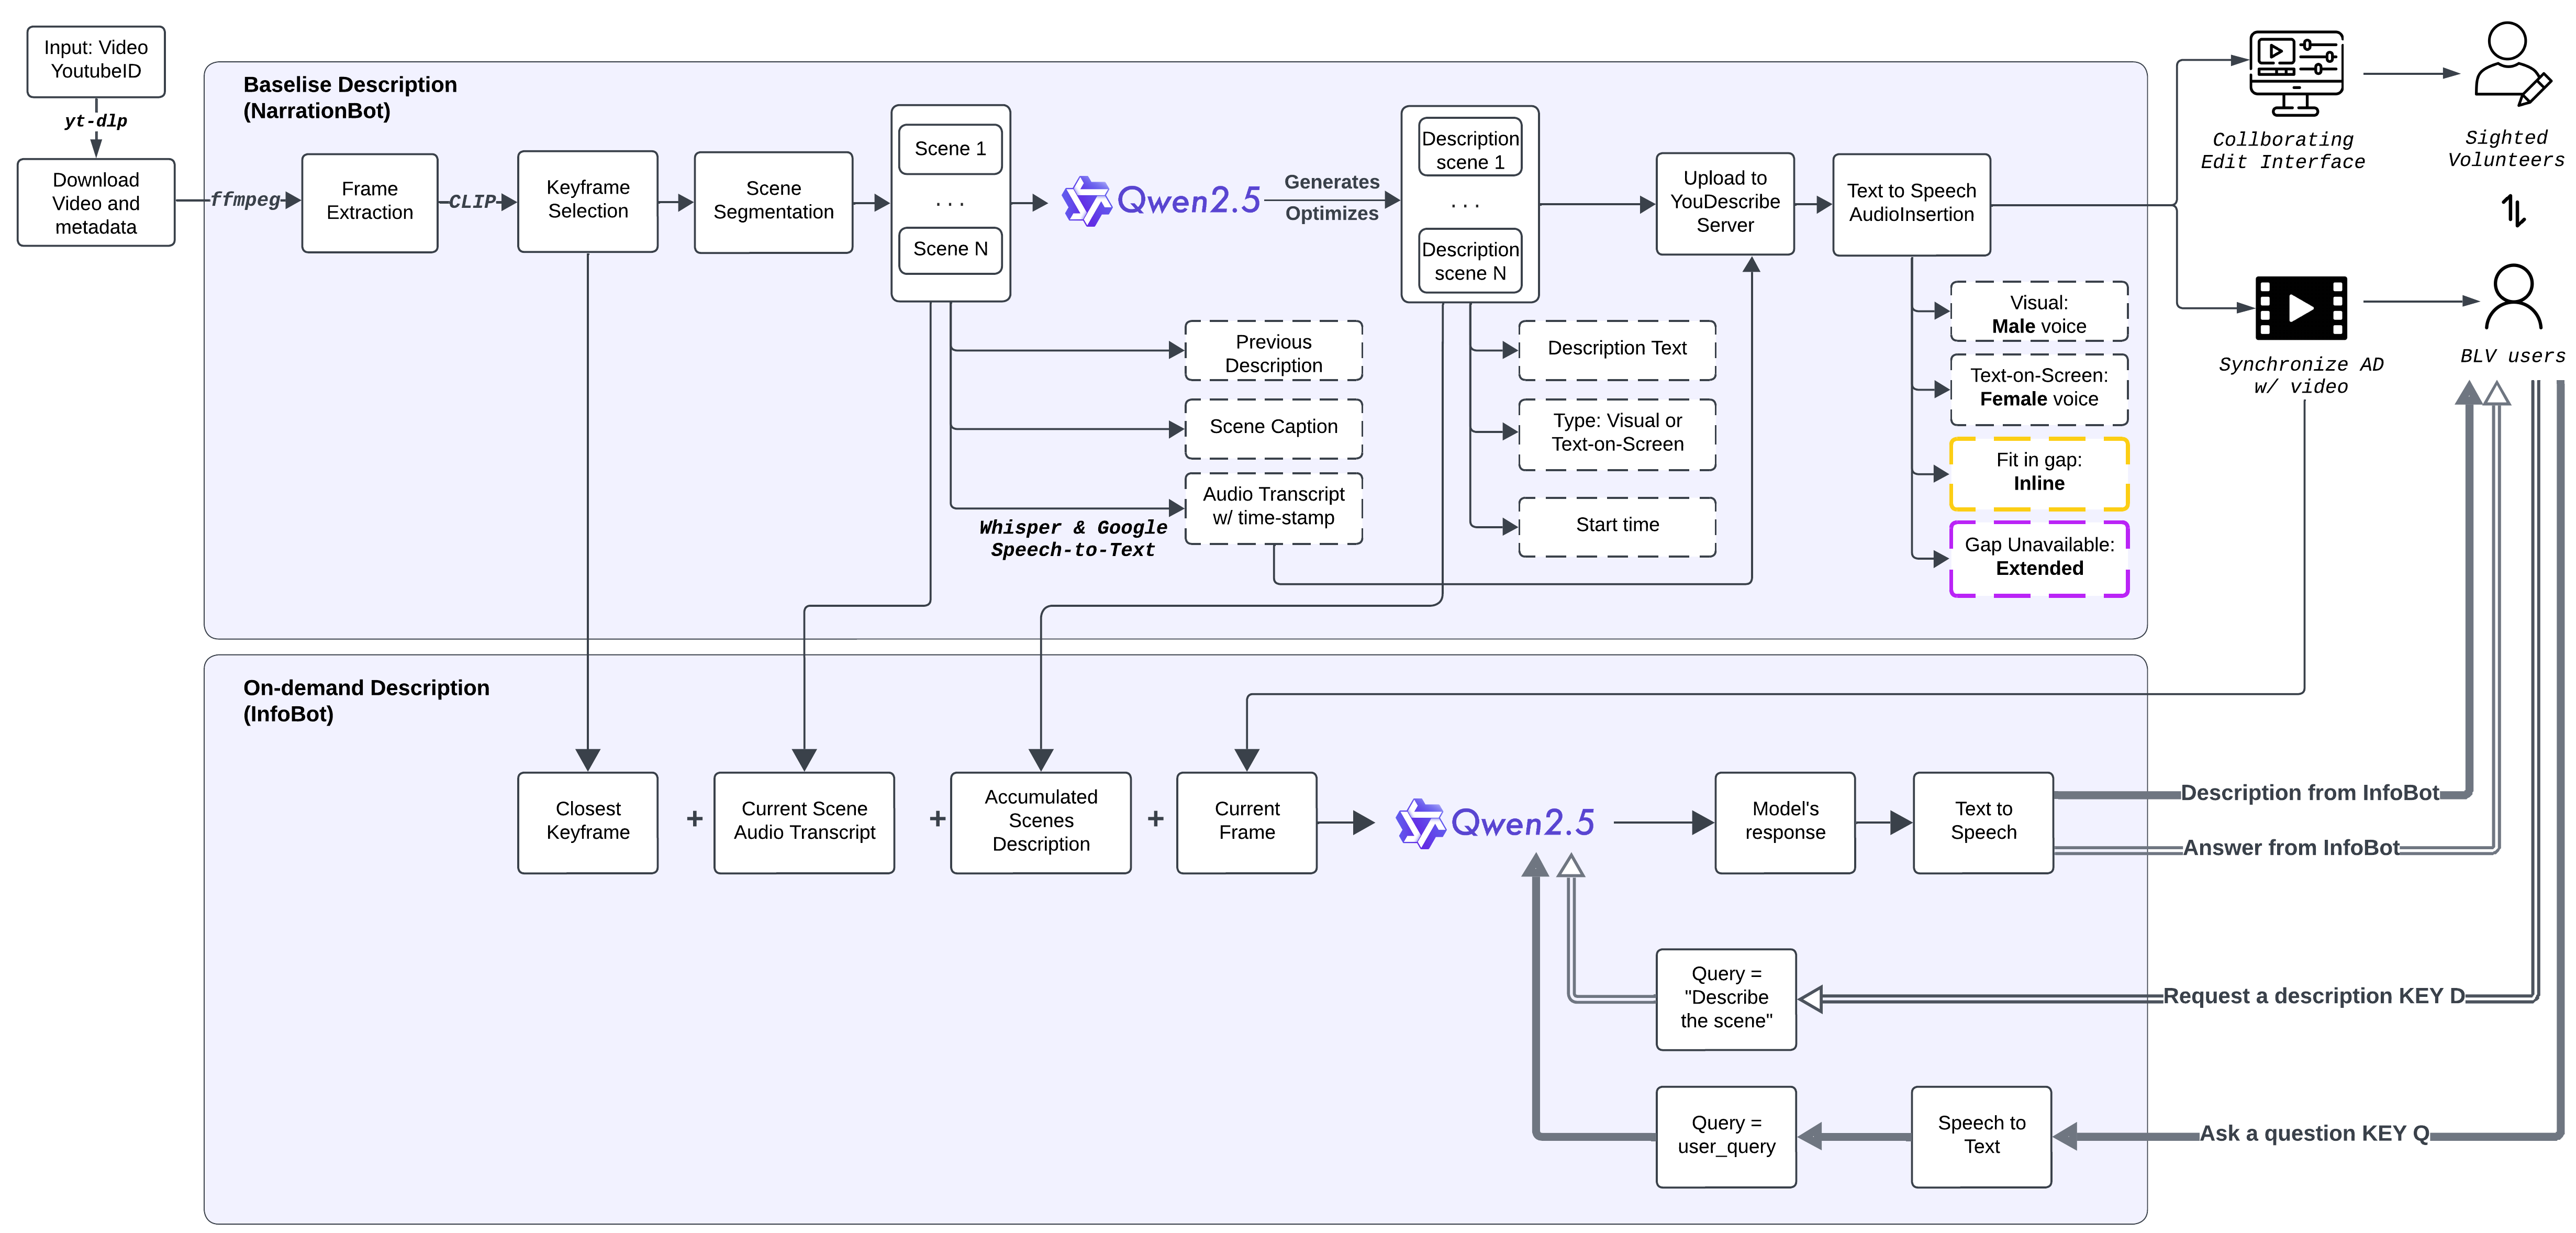 Input: Video
YoutubeID
yt-dlp
Download
Video and
metadata
Baselise Description
(NarrationBot)
ffmpeg
Frame
Extraction
CLIP
Keyframe
Selection
Scene
Segmentation
Scene 1
. . .
Scene N
Qwen2.5
Generates
Optimizes
Description
scene 1
. . .
Description
scene N
Upload to
YouDescribe
Server
Text to Speech
AudioInsertion
Previous
Description
Scene Caption
Audio Transcript
w/ time-stamp
Whisper & Google
Speech-to-Text
Description Text
Type: Visual or
Text-on-Screen
Start time
Visual:
Male voice
Text-on-Screen:
Female voice
Fit in gap:
Inline
Gap Unavailable:
Extended
Collborating
Edit Interface
Sighted
Volunteers
Synchronize AD
w/ video
BLV users
On-demand Description
(InfoBot)
Closest
Keyframe
+
Current Scene
Audio Transcript
+
Accumulated
Scenes
Description
+
Current
Frame
Qwen2.5
Model's
response
Text to
Speech
Description from InfoBot
Answer from InfoBot
Query =
"Describe
the scene"
Request a description KEY D
Query =
user_query
Speech to
Text
Ask a question KEY Q